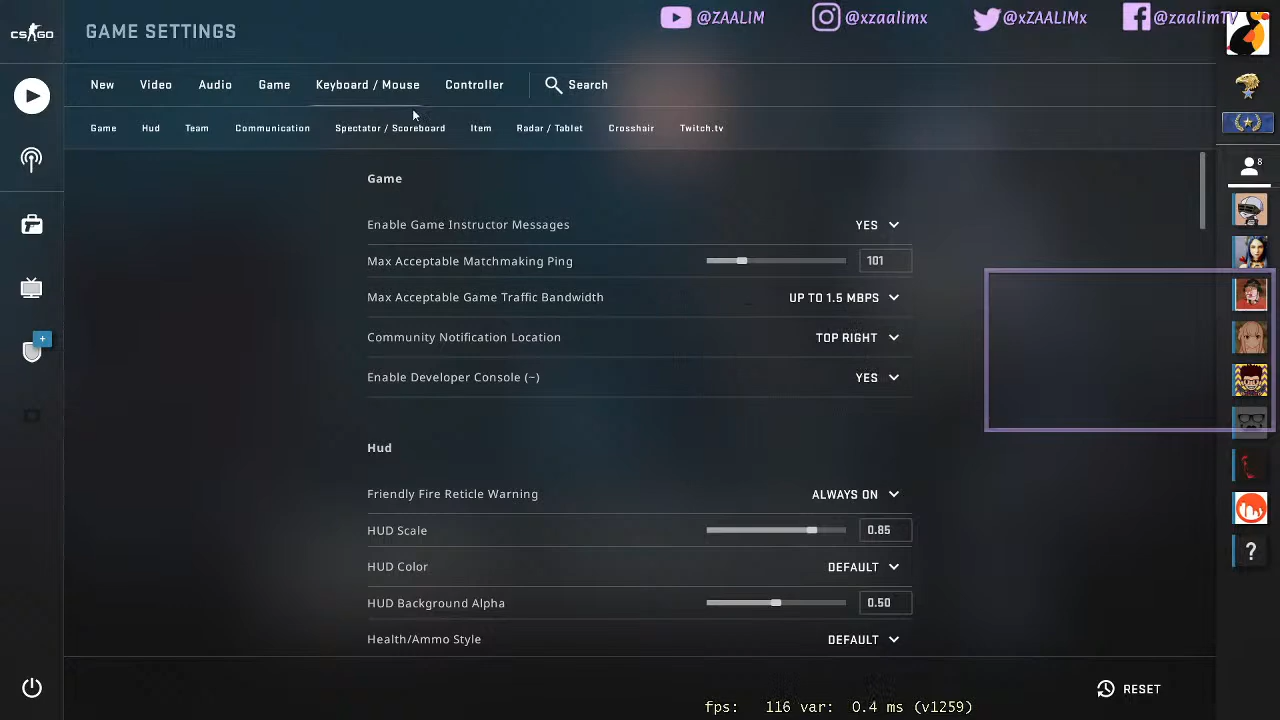 CS:GO
GAME SETTINGS
@ZAALIM
@xzaalimx
@xZAALIMx
@zaalimTV
New
Video
Audio
Game
Keyboard / Mouse
Controller
Search
Game
Hud
Team
Communication
Spectator / Scoreboard
Item
Radar / Tablet
Crosshair
Twitch.tv
8
Game
Enable Game Instructor Messages YES
Max Acceptable Matchmaking Ping 101
Max Acceptable Game Traffic Bandwidth UP TO 1.5 MBPS
Community Notification Location TOP RIGHT
Enable Developer Console (~) YES
Hud
Friendly Fire Reticle Warning ALWAYS ON
HUD Scale 0.85
HUD Color DEFAULT
HUD Background Alpha 0.50
Health/Ammo Style DEFAULT
?
RESET
fps: 116 var: 0.4 ms (v1259)